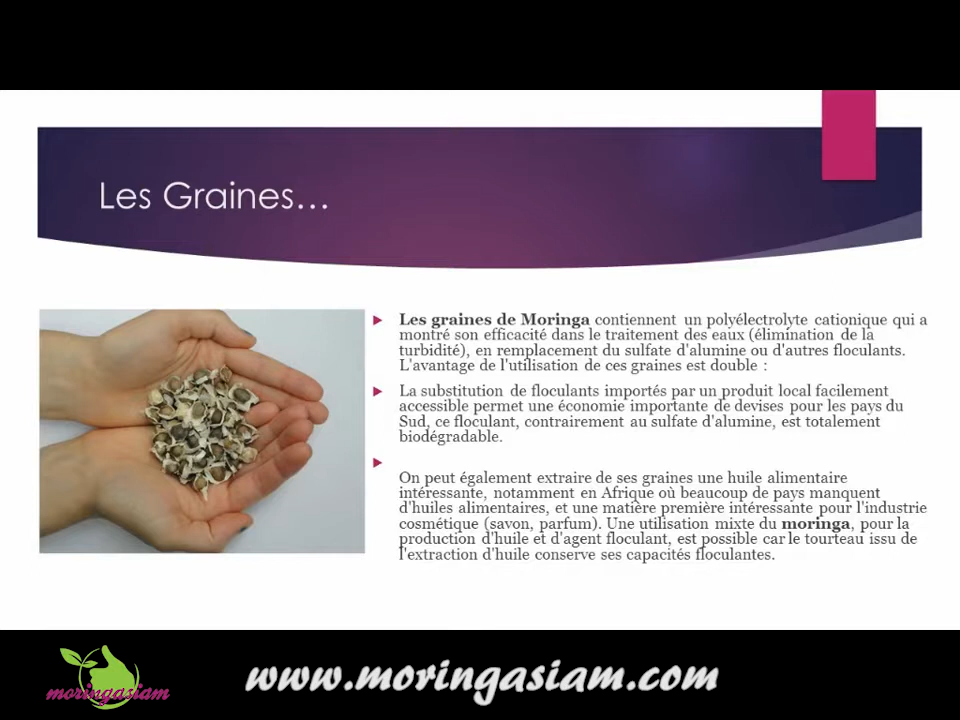 Les Graines...
Les graines de Moringa contiennent un polyélectrolyte cationique qui a
montré son efficacité dans le traitement des eaux (élimination de la
turbidité), en remplacement du sulfate d'alumine ou d'autres floculants.
L'avantage de l'utilisation de ces graines est double :
La substitution de floculants importés par un produit local facilement
accessible permet une économie importante de devises pour les pays du
Sud, ce floculant, contrairement au sulfate d'alumine, est totalement
biodégradable.
On peut également extraire de ses graines une huile alimentaire
intéressante, notamment en Afrique où beaucoup de pays manquent
d'huiles alimentaires, et une matière première intéressante pour l'industrie
cosmétique (savon, parfum). Une utilisation mixte du moringa, pour la
production d'huile et d'agent floculant, est possible car le tourteau issu de
l'extraction d'huile conserve ses capacités floculantes.
moringasiam
www.moringasiam.com